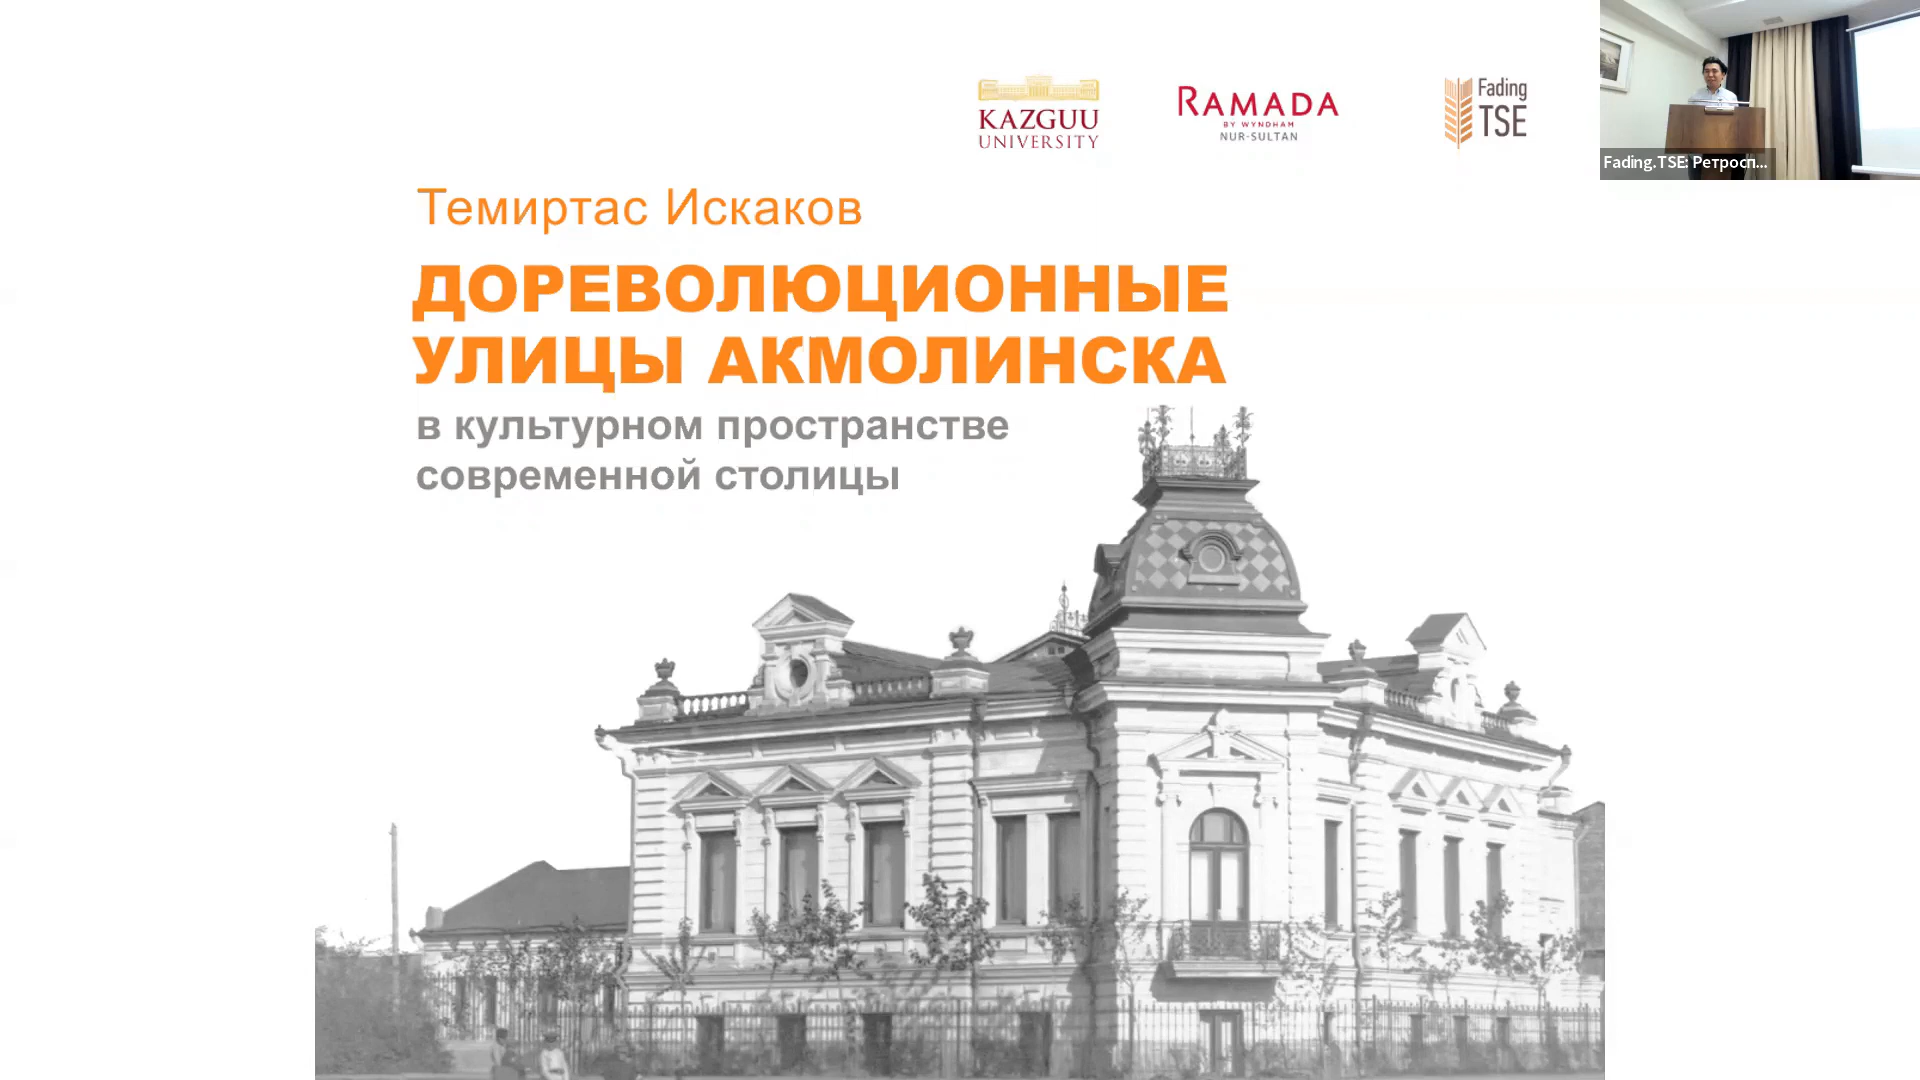 KAZGUU
UNIVERSITY
RAMADA
BY WYNDHAM
NUR-SULTAN
Fading
TSE
Fading.TSE: Ретросп...
Темиртас Искаков
ДОРЕВОЛЮЦИОННЫЕ
УЛИЦЫ АКМОЛИНСКА
в культурном пространстве
современной столицы